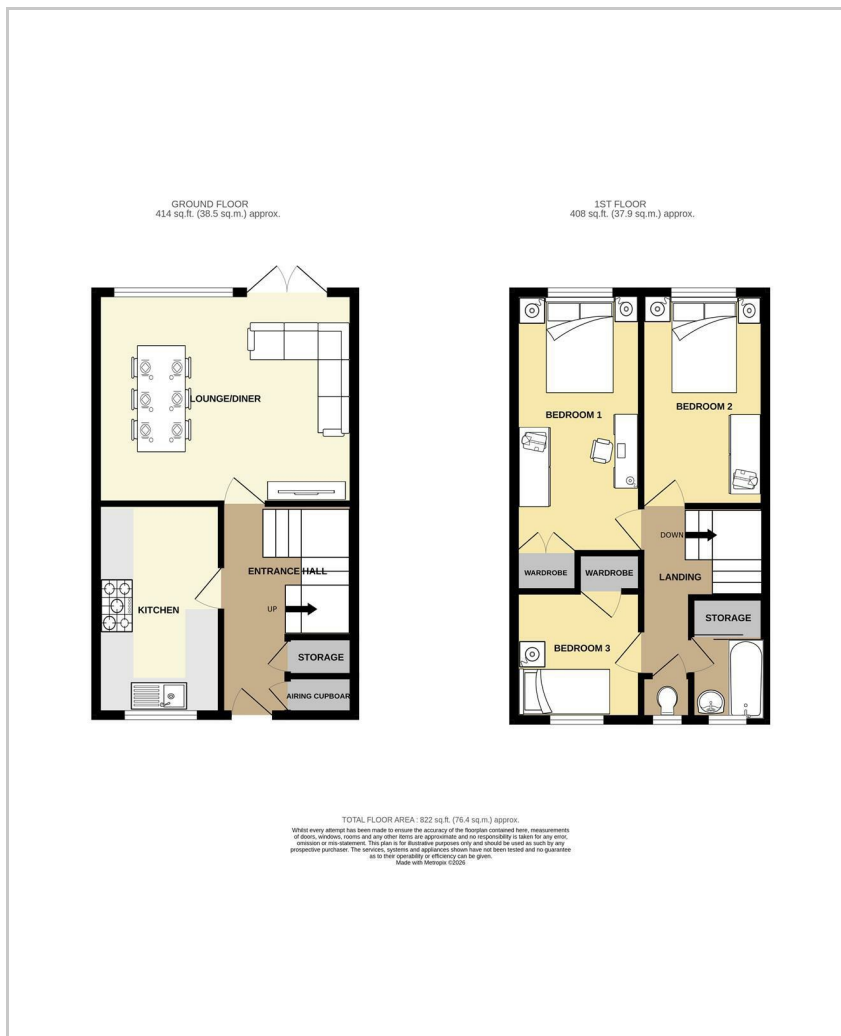 GROUND FLOOR
414 sq.ft. (38.5 sq.m.) approx.
1ST FLOOR
408 sq.ft. (37.9 sq.m.) approx.
LOUNGE/DINER
KITCHEN
ENTRANCE HALL
UP
STORAGE
AIRING CUPBOAR
BEDROOM 1
BEDROOM 2
DOWN
WARDROBE
WARDROBE
LANDING
STORAGE
BEDROOM 3
TOTAL FLOOR AREA : 822 sq.ft. (76.4 sq.m.) approx.
Whilst every attempt has been made to ensure the accuracy of the floorplan contained here, measurements
of doors, windows, rooms and any other items are approximate and no responsibility is taken for any error,
omission or mis-statement. This plan is for illustrative purposes only and should be used as such by any
prospective purchaser. The services, systems and appliances shown have not been tested and no guarantee
as to their operability or efficiency can be given.
Made with Metropix ©2026